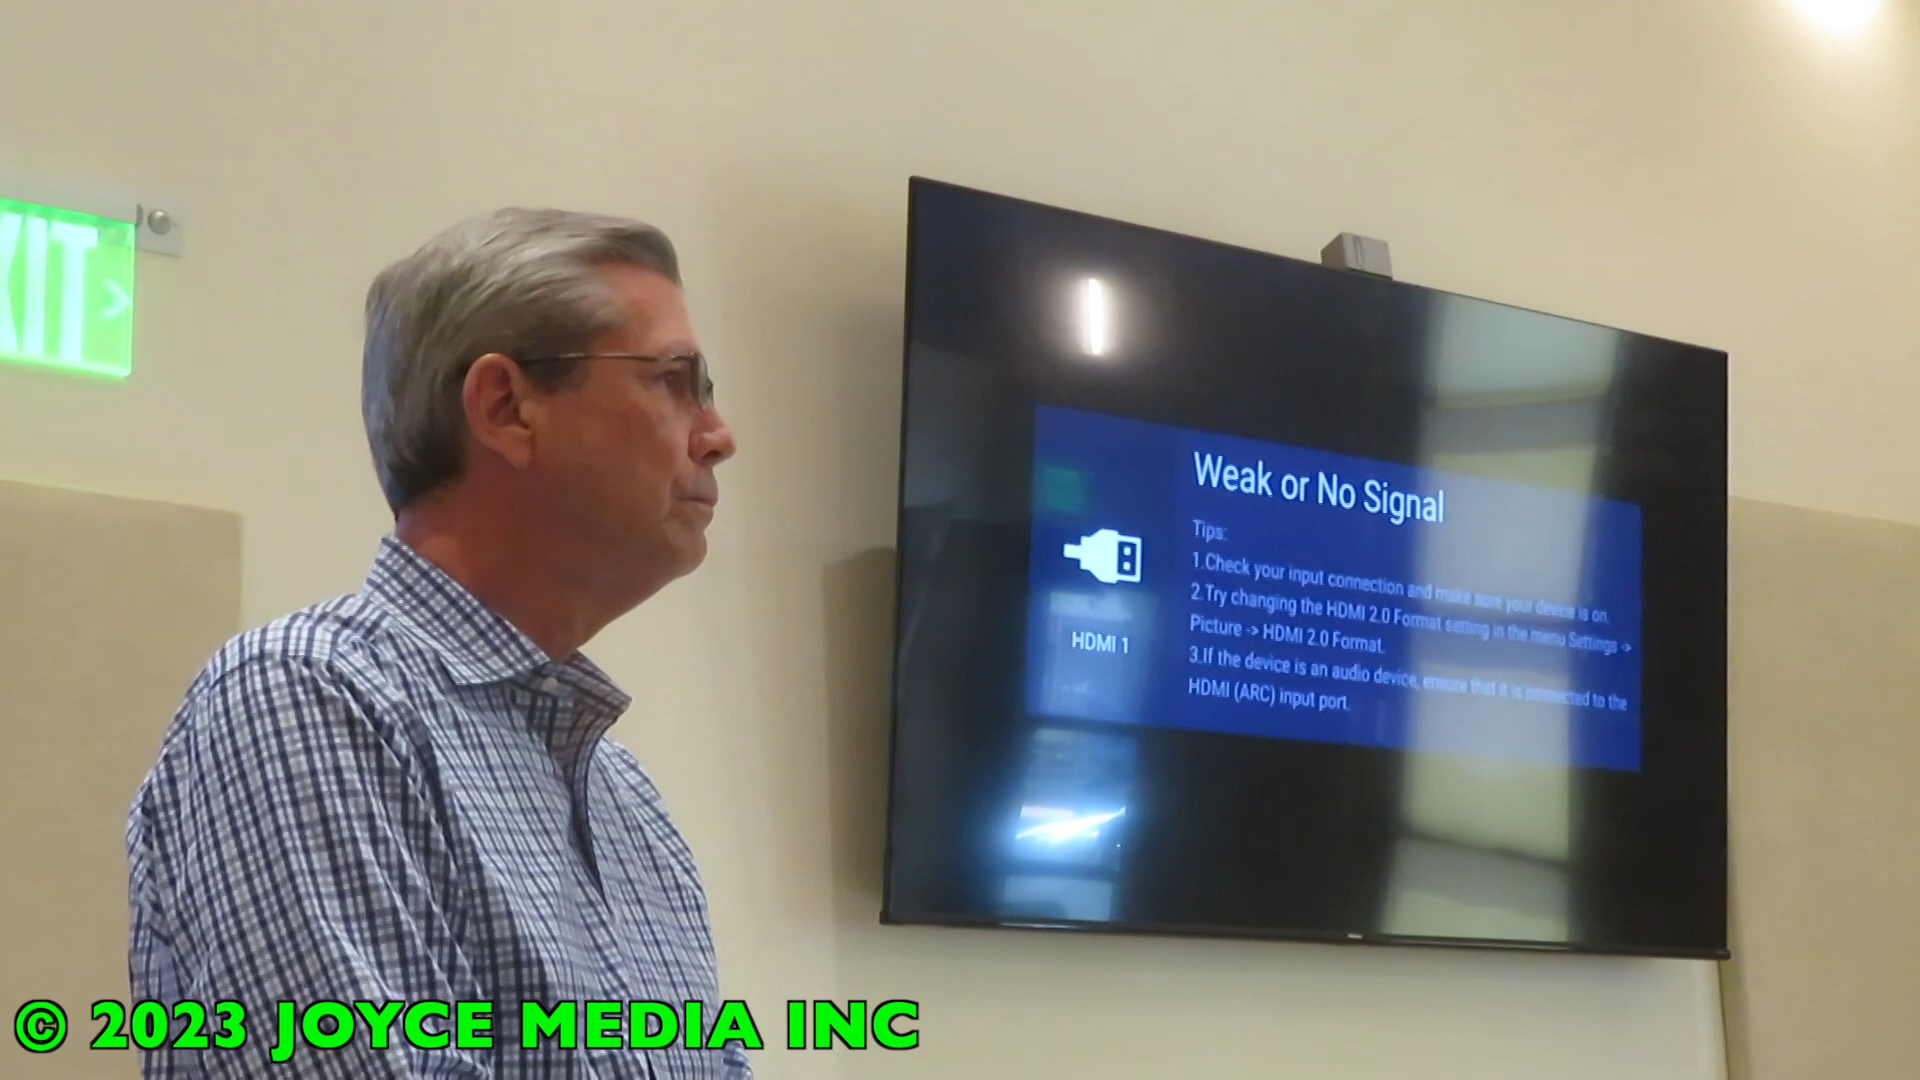 XIT >
Weak or No Signal
Tips:
1.Check your input connection and make sure your device is on.
2.Try changing the HDMI 2.0 Format setting in the menu Settings ->
Picture -> HDMI 2.0 Format.
3.If the device is an audio device, ensure that it is connected to the
HDMI (ARC) input port.
HDMI 1
© 2023 JOYCE MEDIA INC